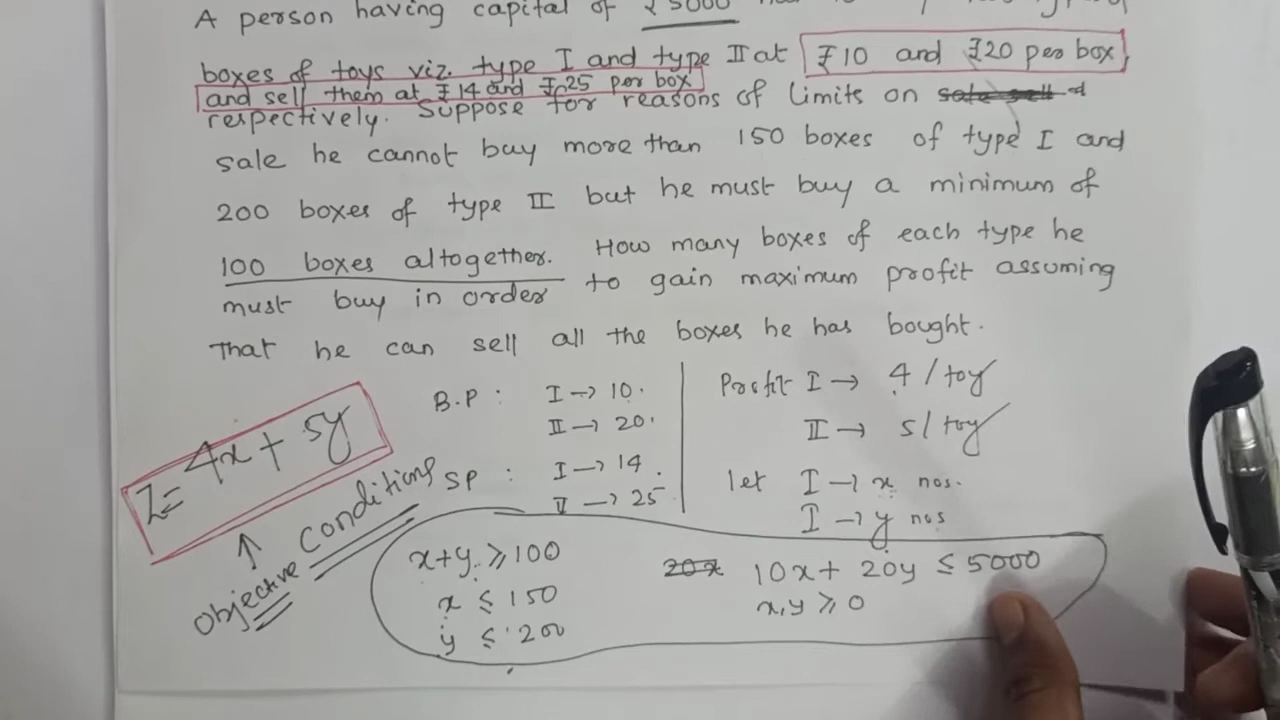 A person having capital of ₹5000
boxes of toys viz. type I and type II at ₹10 and ₹20 per box
and sell them at ₹14 and ₹25 per box
respectively. Suppose for reasons of limits on
sale he cannot buy more than 150 boxes of type I and
200 boxes of type II but he must buy a minimum of
100 boxes altogether. How many boxes of each type he
must buy in order to gain maximum profit assuming
that he can sell all the boxes he has bought.
Z = 4x + 5y
Objective
Conditions
B.P : I → 10.
II → 20.
SP : I → 14.
II → 25
Profit I → 4 / toy
II → 5 / toy
let I → x nos.
I → y nos
x+y ≥ 100
x ≤ 150
y ≤ 200
20x 10x + 20y ≤ 5000
x, y ≥ 0